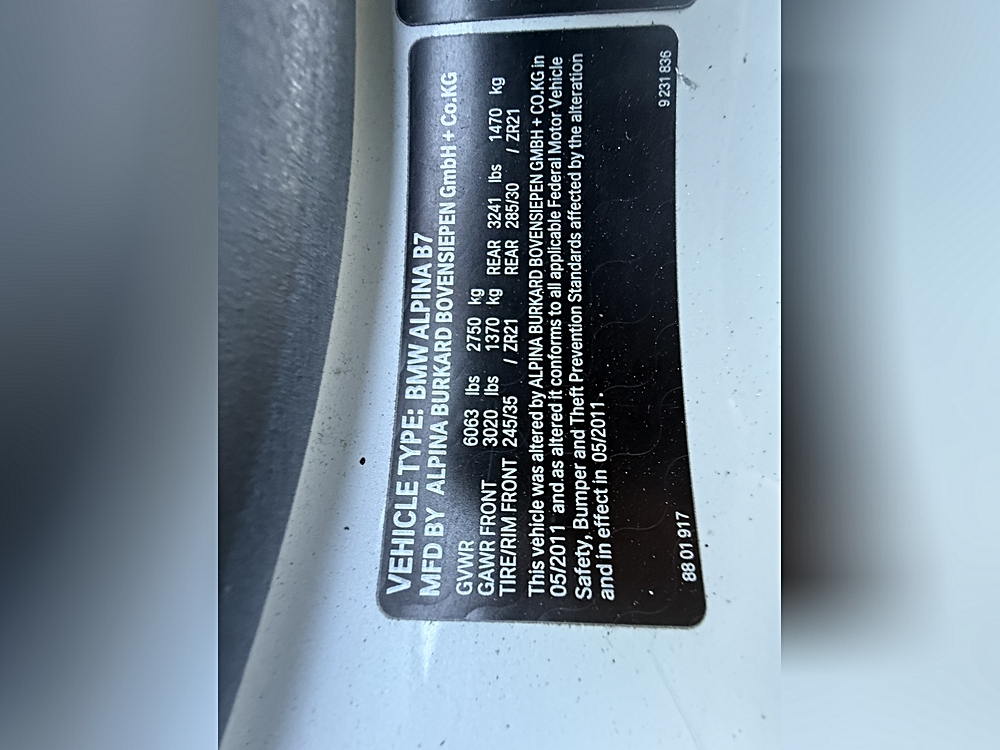 VEHICLE TYPE: BMW ALPINA B7
MFD BY ALPINA BURKARD BOVENSIEPEN GmbH + Co.KG
GVWR 6063 lbs 2750 kg
GAWR FRONT 3020 lbs 1370 kg REAR 3241 lbs 1470 kg
TIRE/RIM FRONT 245/35 / ZR21 REAR 285/30 / ZR21
This vehicle was altered by ALPINA BURKARD BOVENSIEPEN GMBH + CO.KG in
05/2011 and.as altered it conforms to all applicable Federal Motor Vehicle
Safety, Bumper and Theft Prevention Standards affected by the alteration
and in effect in 05/2011.
88 01 917 9 231 836